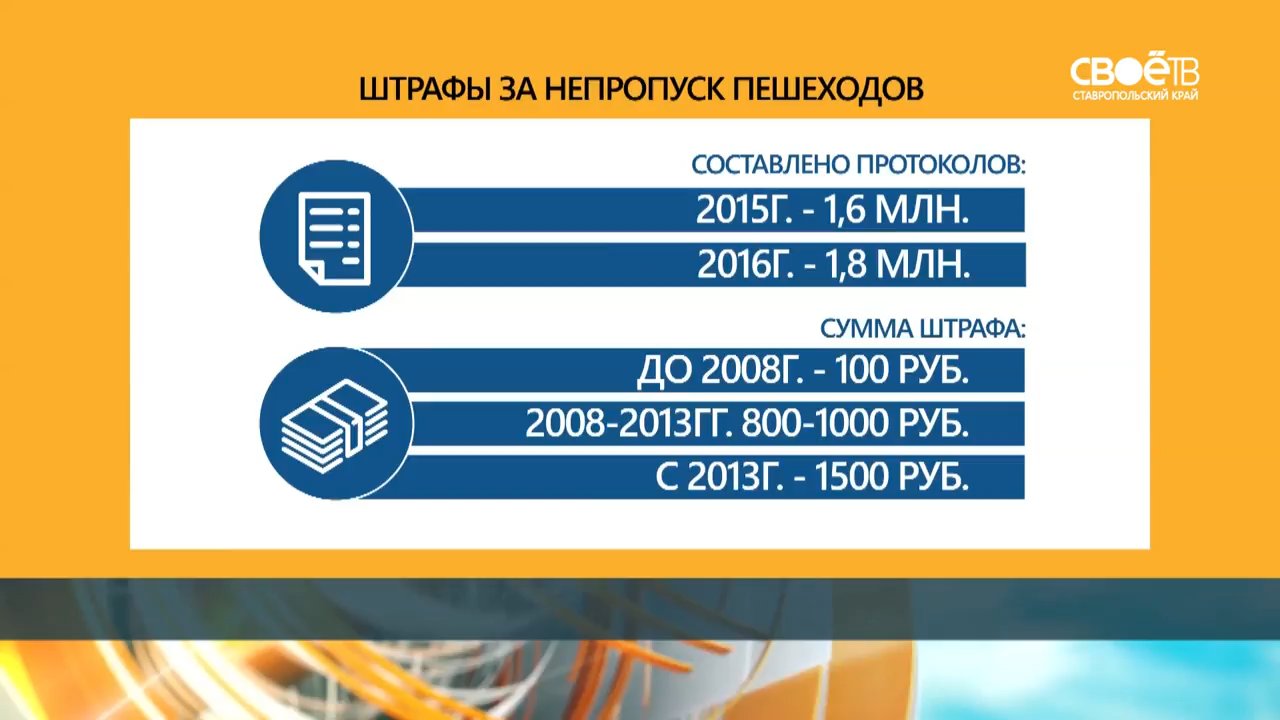 СВОЁТВ
СТАВРОПОЛЬСКИЙ КРАЙ
ШТРАФЫ ЗА НЕПРОПУСК ПЕШЕХОДОВ
СОСТАВЛЕНО ПРОТОКОЛОВ:
2015Г. - 1,6 МЛН.
2016Г. - 1,8 МЛН.
СУММА ШТРАФА:
ДО 2008Г. - 100 РУБ.
2008-2013ГГ. 800-1000 РУБ.
С 2013Г. - 1500 РУБ.